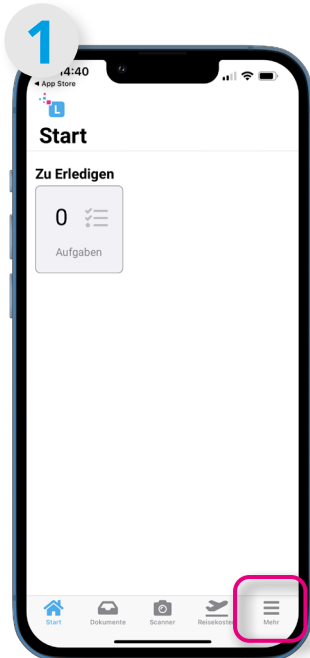 1
14:40
◀ App Store
L
Start
Zu Erledigen
0
Aufgaben
Start Dokumente Scanner Reisekosten Mehr